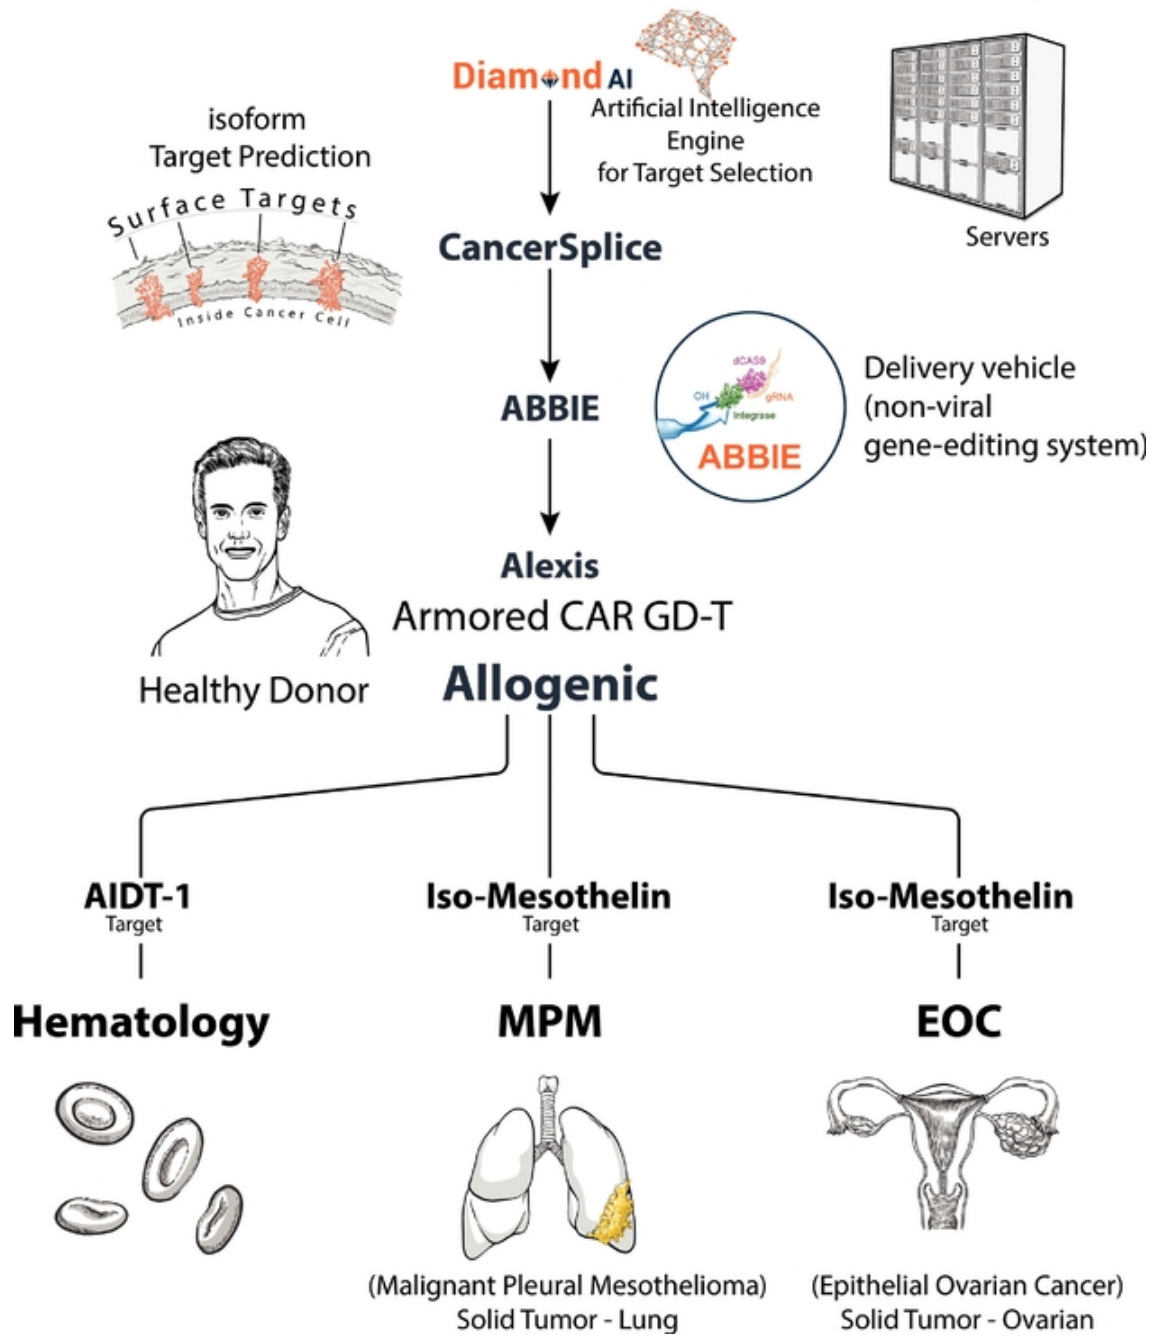 Diamond AI
Artificial Intelligence
Engine
for Target Selection
Servers
isoform
Target Prediction
Surface Targets
Inside Cancer Cell
CancerSplice
ABBIE
dCAS9
OH
gRNA
Integrase
ABBIE
Delivery vehicle
(non-viral
gene-editing system)
Alexis
Armored CAR GD-T
Allogenic
Healthy Donor
AIDT-1
Target
Hematology
Iso-Mesothelin
Target
MPM
(Malignant Pleural Mesothelioma)
Solid Tumor - Lung
Iso-Mesothelin
Target
EOC
(Epithelial Ovarian Cancer)
Solid Tumor - Ovarian